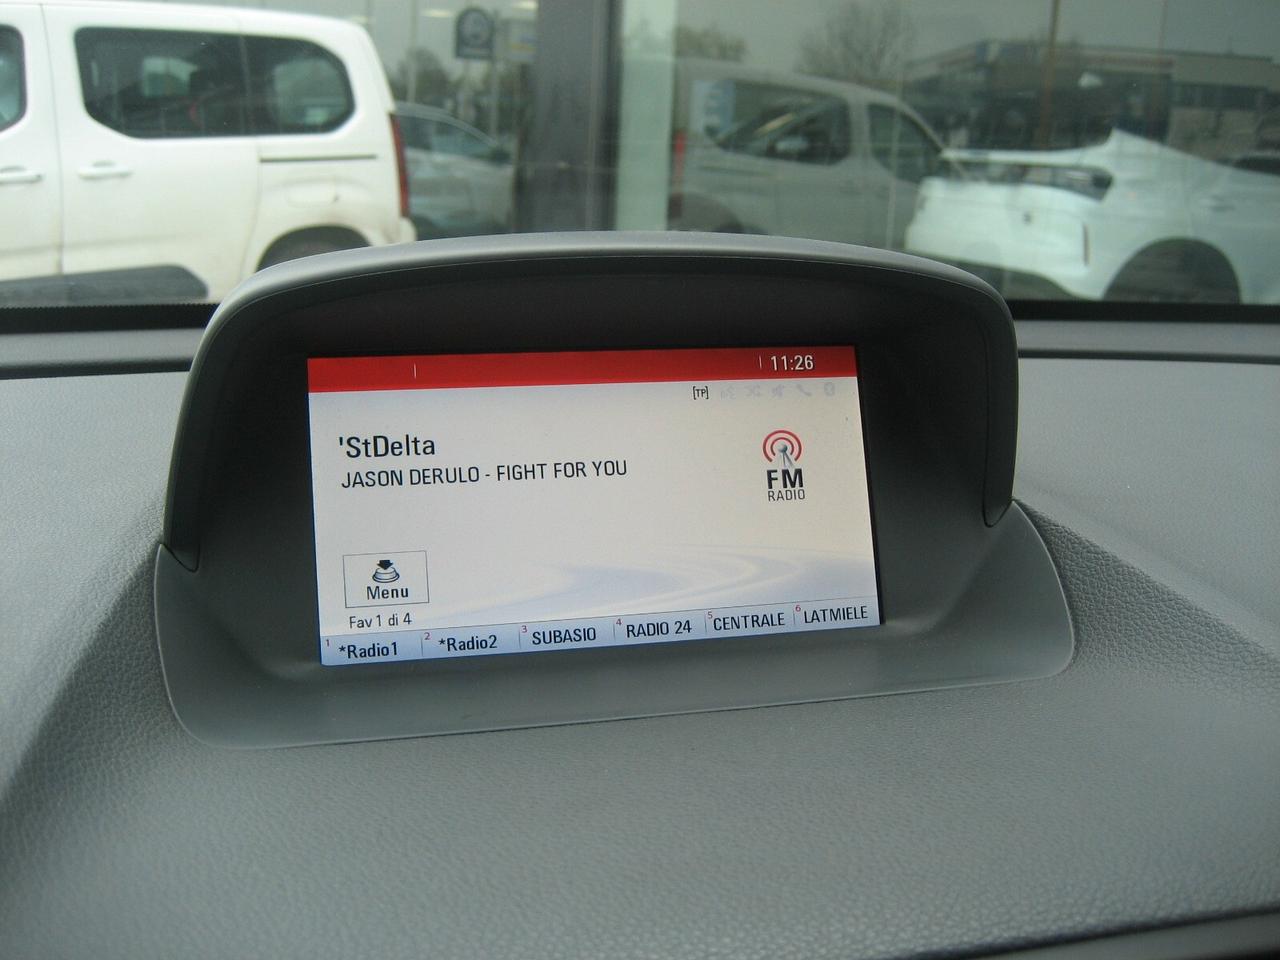 11:26
[TP]
'StDelta
JASON DERULO - FIGHT FOR YOU
FM
RADIO
Menu
Fav 1 di 4
1 *Radio1 2 *Radio2 3 SUBASIO 4 RADIO 24 5 CENTRALE 6 LATMIELE